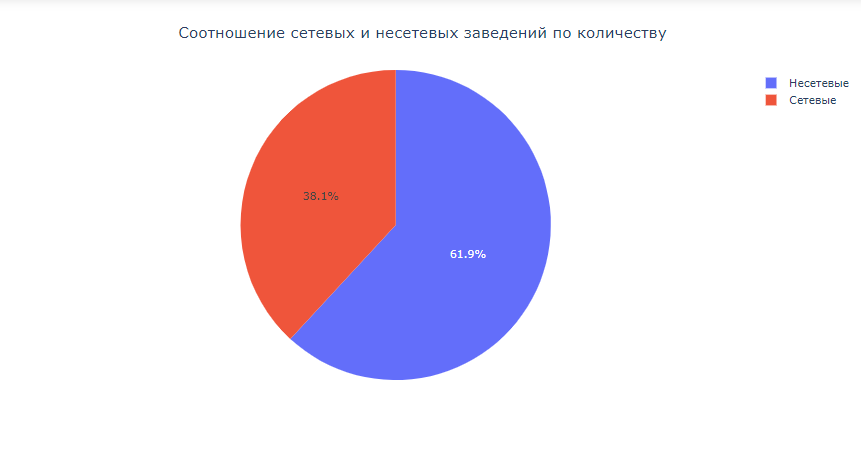 Соотношение сетевых и несетевых заведений по количеству
Несетевые
Сетевые
38.1%
61.9%